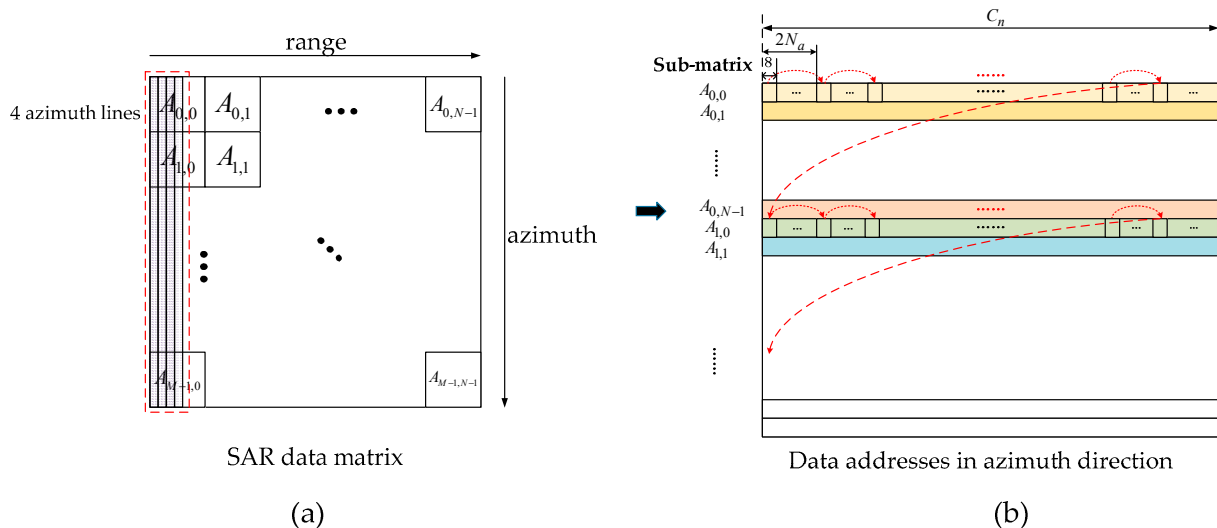 range
4 azimuth lines
A0,0 A0,1 ••• A0,N−1
A1,0 A1,1
azimuth
AM−1,0 AM−1,N−1
SAR data matrix
(a)
Cn
2Na
8
Sub-matrix
A0,0
A0,1
A0,N−1
A1,0
A1,1
Data addresses in azimuth direction
(b)